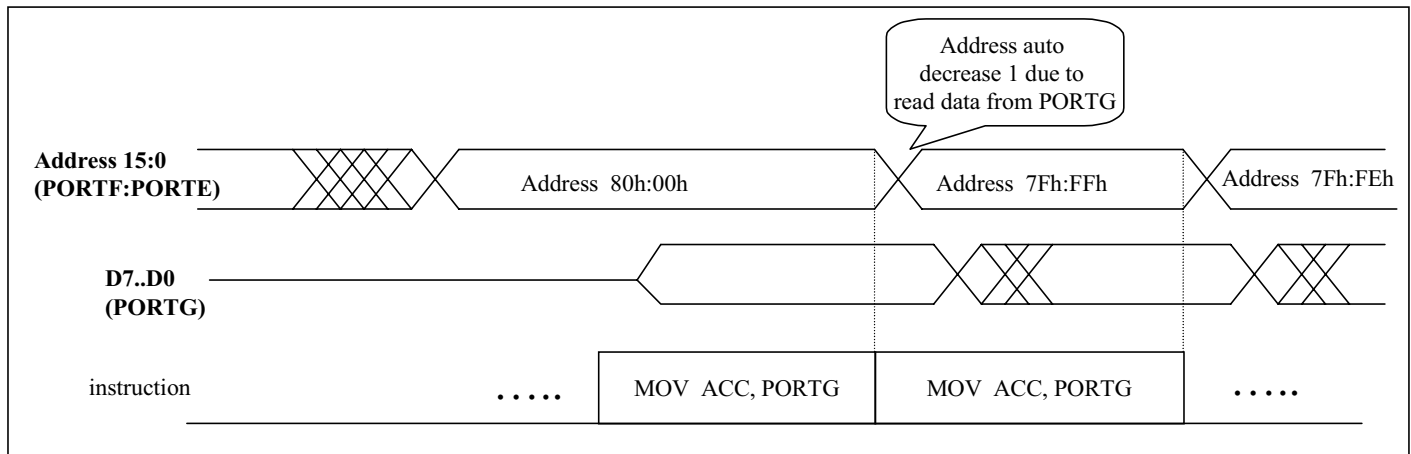 Address auto
decrease 1 due to
read data from PORTG
Address 15:0
(PORTF:PORTE)
Address 80h:00h
Address 7Fh:FFh
Address 7Fh:FEh
D7..D0
(PORTG)
instruction
.....
MOV ACC, PORTG
MOV ACC, PORTG
.....